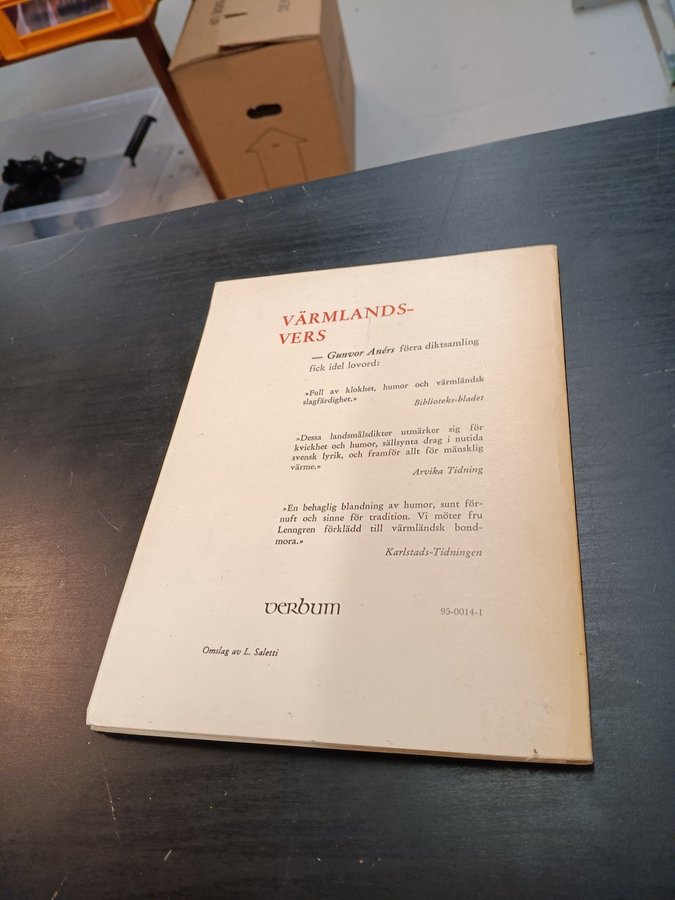 VÄRMLANDS-
VERS
— Gunvor Anérs förra diktsamling
fick idel lovord:
»Full av klokhet, humor och värmländsk
slagfärdighet.»
Biblioteks-bladet
»Dessa landsmålsdikter utmärker sig för
kvickhet och humor, sällsynta drag i nutida
svensk lyrik, och framför allt för mänsklig
värme.»
Arvika Tidning
»En behaglig blandning av humor, sunt för-
nuft och sinne för tradition. Vi möter fru
Lenngren förklädd till värmländsk bond-
mora.»
Karlstads-Tidningen
verbum
95-0014-1
Omslag av L. Saletti